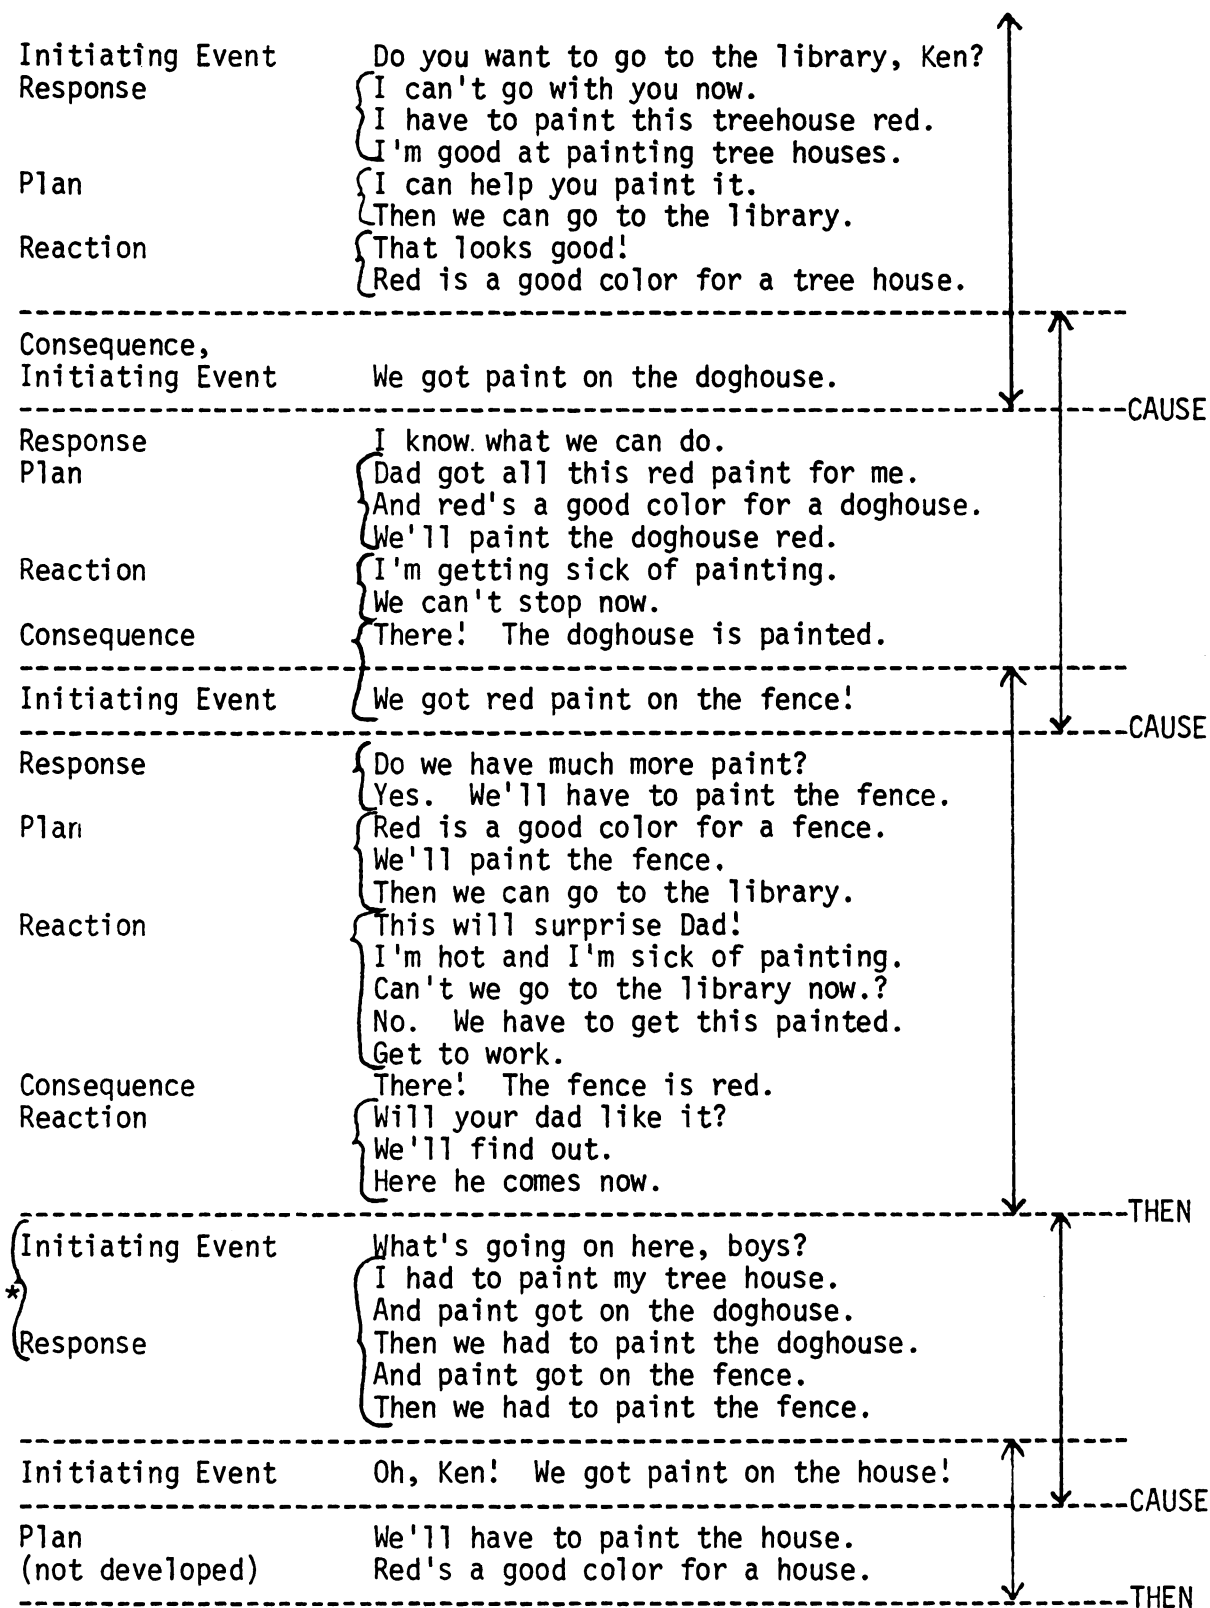 Initiating Event Do you want to go to the library, Ken?
Response I can't go with you now.
I have to paint this treehouse red.
I'm good at painting tree houses.
Plan I can help you paint it.
Then we can go to the library.
Reaction That looks good!
Red is a good color for a tree house.
Consequence,
Initiating Event We got paint on the doghouse.
CAUSE
Response I know what we can do.
Plan Dad got all this red paint for me.
And red's a good color for a doghouse.
We'll paint the doghouse red.
Reaction I'm getting sick of painting.
We can't stop now.
Consequence There! The doghouse is painted.
Initiating Event We got red paint on the fence!
CAUSE
Response Do we have much more paint?
Yes. We'll have to paint the fence.
Plan Red is a good color for a fence.
We'll paint the fence.
Then we can go to the library.
Reaction This will surprise Dad!
I'm hot and I'm sick of painting.
Can't we go to the library now.?
No. We have to get this painted.
Get to work.
Consequence There! The fence is red.
Reaction Will your dad like it?
We'll find out.
Here he comes now.
THEN
Initiating Event What's going on here, boys?
I had to paint my tree house.
* And paint got on the doghouse.
Response Then we had to paint the doghouse.
And paint got on the fence.
Then we had to paint the fence.
Initiating Event Oh, Ken! We got paint on the house!
CAUSE
Plan We'll have to paint the house.
(not developed) Red's a good color for a house.
THEN